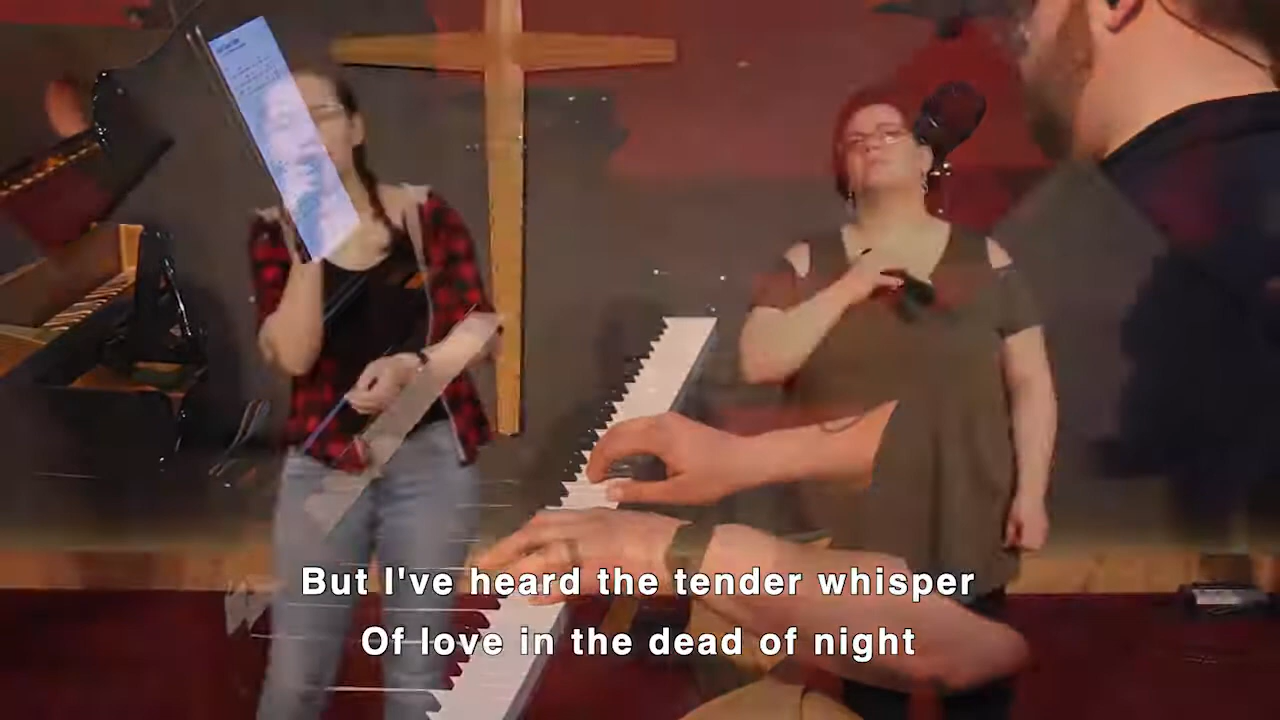 But I've heard the tender whisper
Of love in the dead of night